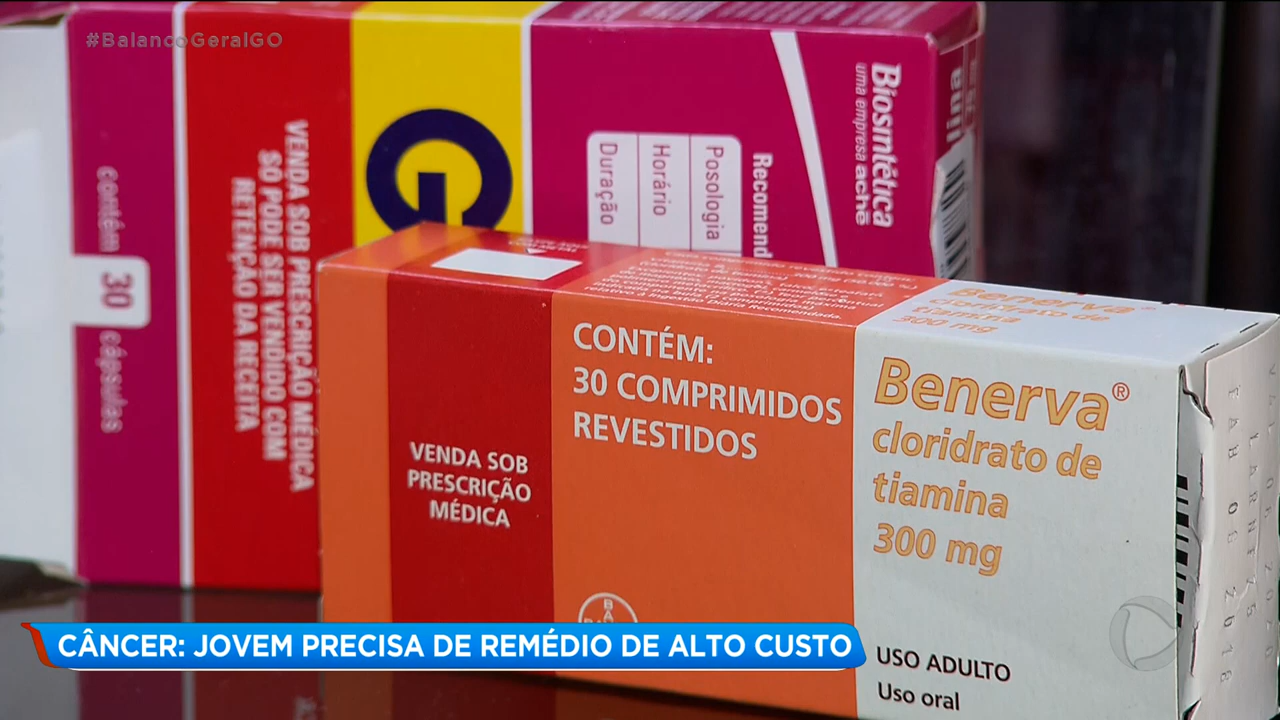 #BalancoGeralGO
contém
30
cápsulas
VENDA SOB PRESCRIÇÃO MÉDICA
SÓ PODE SER VENDIDO COM
RETENÇÃO DA RECEITA
G
Recomend
Posologia
Horário
Duração
Biosintética
uma empresa achē
lina
Benerva
cloridrato de
tiamina
300 mg
CONTÉM:
30 COMPRIMIDOS
REVESTIDOS
VENDA SOB
PRESCRIÇÃO
MÉDICA
Benerva®
cloridrato de
tiamina
300 mg
USO ADULTO
Uso oral
CÂNCER: JOVEM PRECISA DE REMÉDIO DE ALTO CUSTO